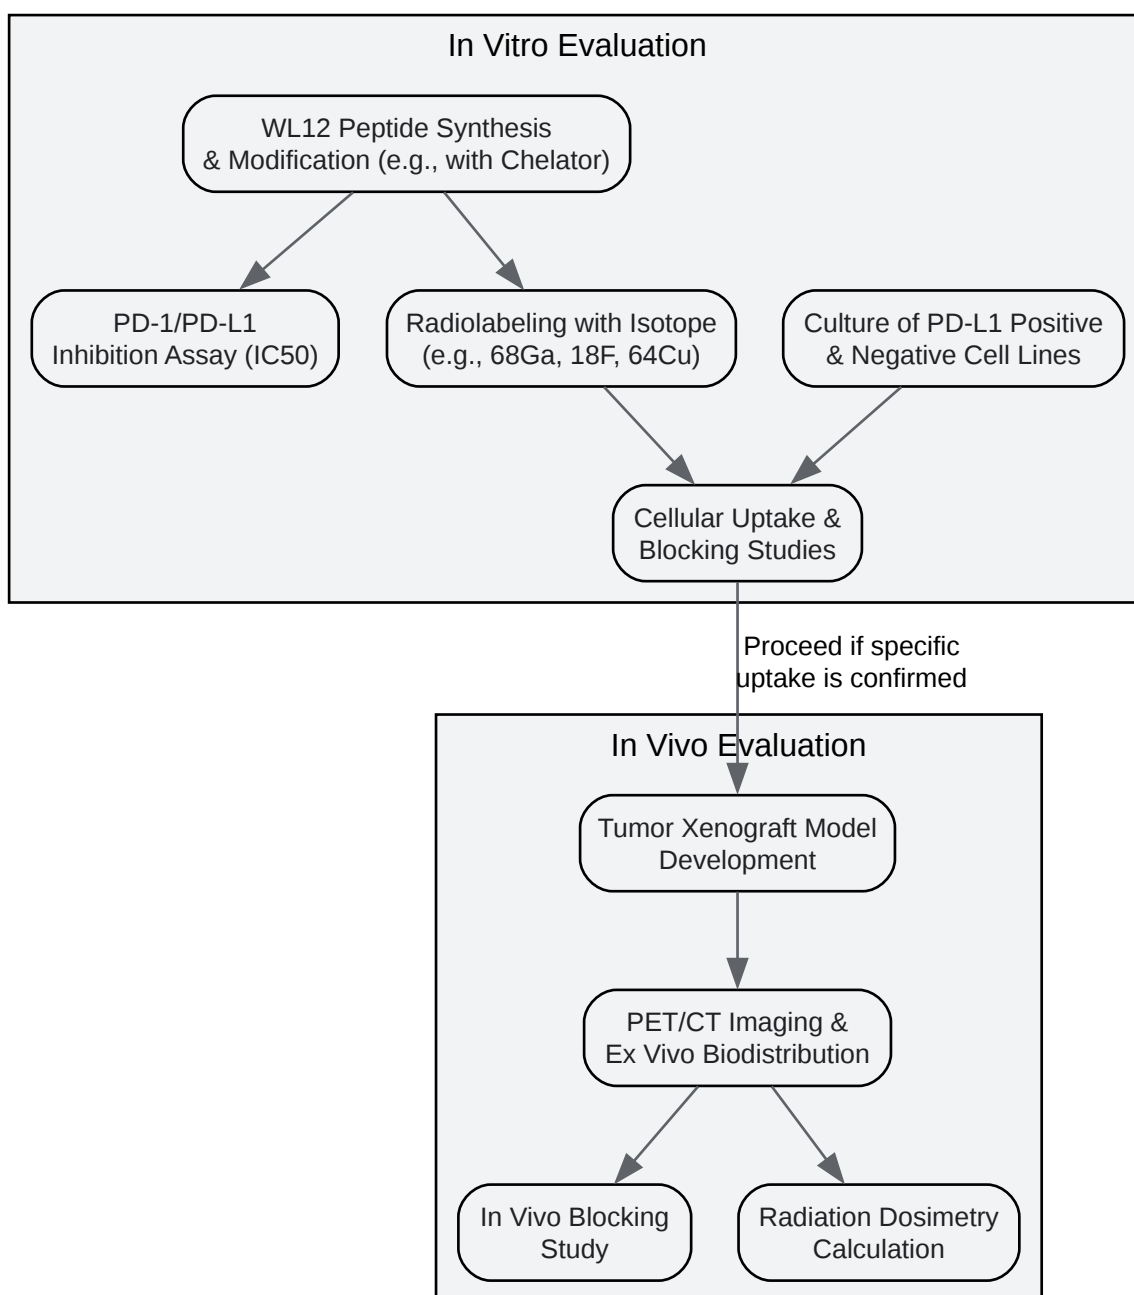 In Vitro Evaluation
WL12 Peptide Synthesis
& Modification (e.g., with Chelator)
PD-1/PD-L1
Inhibition Assay (IC50)
Radiolabeling with Isotope
(e.g., 68Ga, 18F, 64Cu)
Culture of PD-L1 Positive
& Negative Cell Lines
Cellular Uptake &
Blocking Studies
Proceed if specific
uptake is confirmed
In Vivo Evaluation
Tumor Xenograft Model
Development
PET/CT Imaging &
Ex Vivo Biodistribution
In Vivo Blocking
Study
Radiation Dosimetry
Calculation